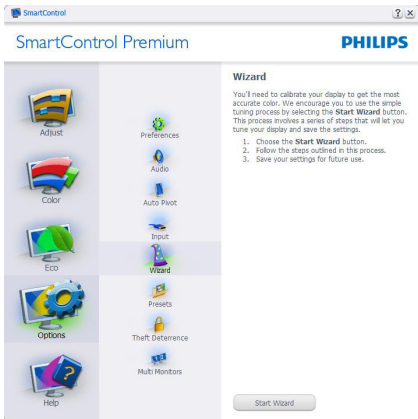 SmartControl
? x
SmartControl Premium
PHILIPS
Adjust
Color
Eco
Options
Help
Preferences
Audio
Auto Pivot
Input
Wizard
Presets
Theft Deterrence
Multi Monitors
Wizard
You'll need to calibrate your display to get the most
accurate color. We encourage you to use the simple
tuning process by selecting the Start Wizard button.
This process involves a series of steps that will let you
tune your display and save the settings.
1. Choose the Start Wizard button.
2. Follow the steps outlined in this process.
3. Save your settings for future use.
Start Wizard